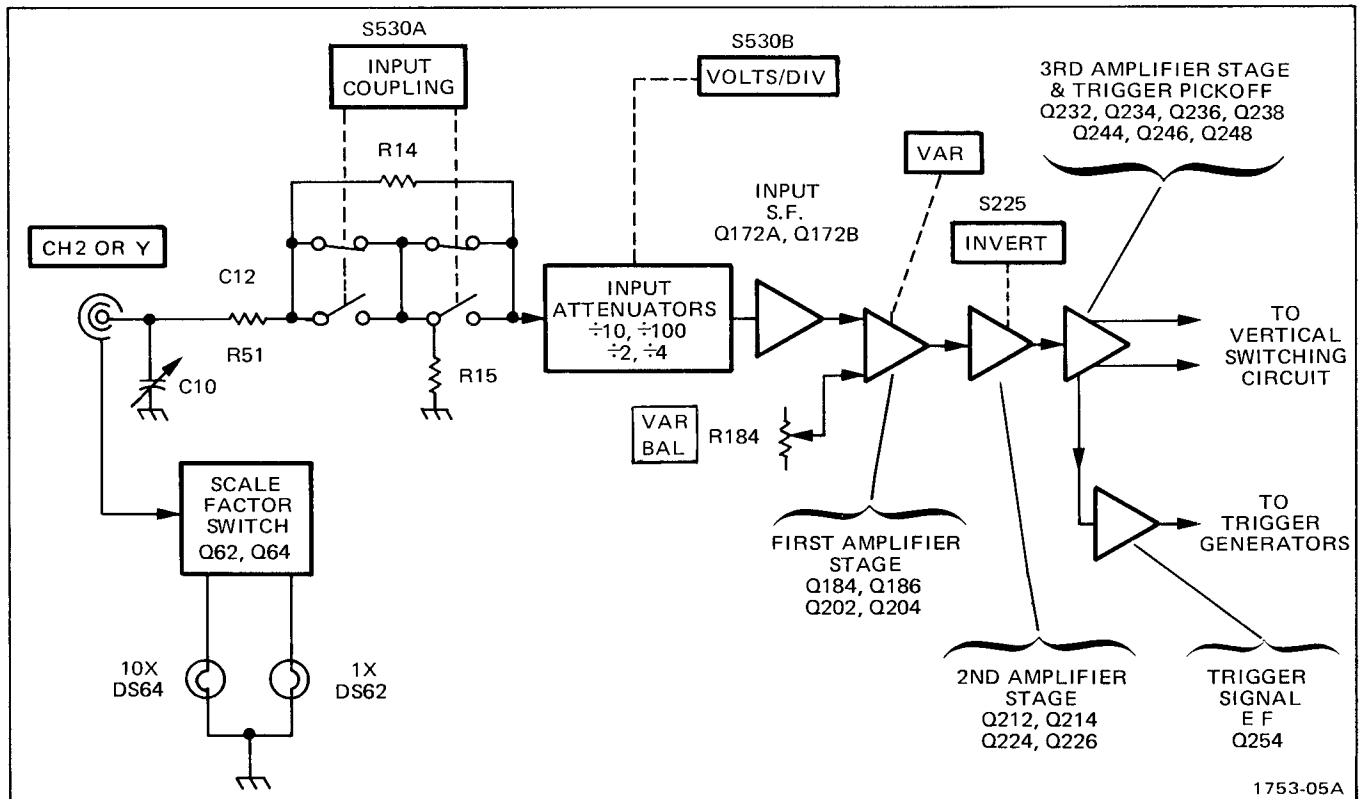 S530A
INPUT
COUPLING
R14
S530B
VOLTS/DIV
3RD AMPLIFIER STAGE
& TRIGGER PICKOFF
Q232, Q234, Q236, Q238
Q244, Q246, Q248
VAR
INPUT
S.F.
Q172A, Q172B
S225
INVERT
CH2 OR Y
C12
R51
C10
R15
INPUT
ATTENUATORS
÷10, ÷100
÷2, ÷4
TO
VERTICAL
SWITCHING
CIRCUIT
VAR
BAL
R184
SCALE
FACTOR
SWITCH
Q62, Q64
FIRST AMPLIFIER
STAGE
Q184, Q186
Q202, Q204
TO
TRIGGER
GENERATORS
10X
DS64
1X
DS62
2ND AMPLIFIER
STAGE
Q212, Q214
Q224, Q226
TRIGGER
SIGNAL
E F
Q254
1753-05A